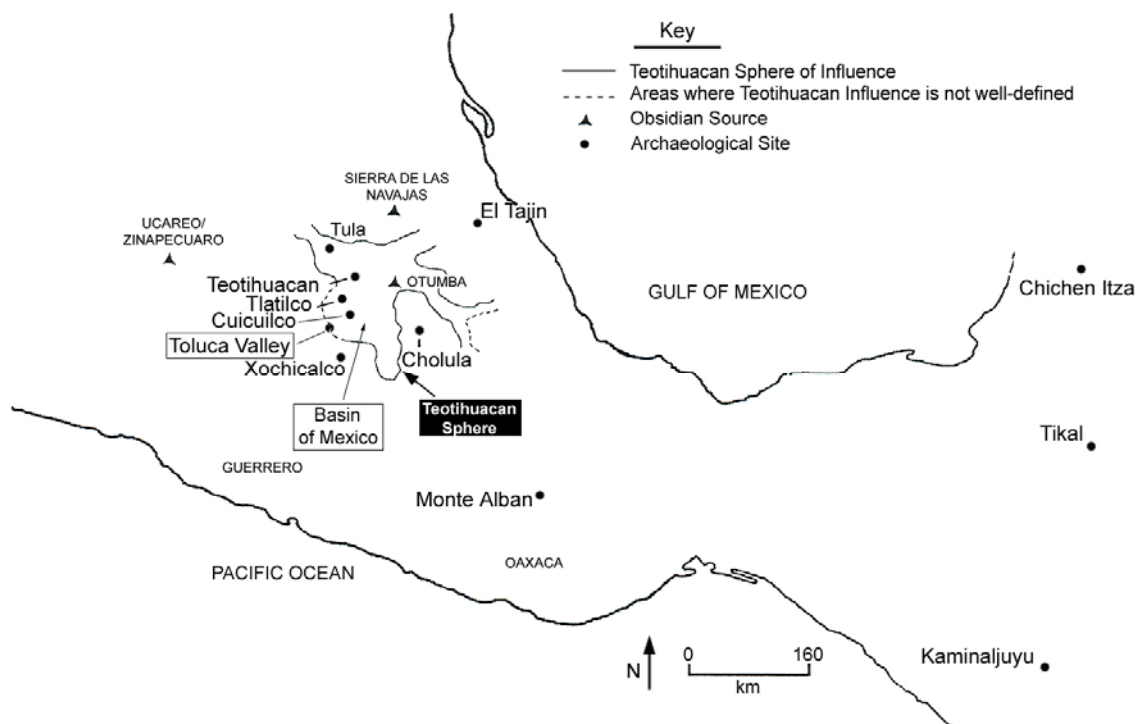 Key
Teotihuacan Sphere of Influence
Areas where Teotihuacan Influence is not well-defined
Obsidian Source
Archaeological Site
SIERRA DE LAS
NAVAJAS
El Tajin
UCAREO/
ZINAPECUARO
Tula
Teotihuacan
OTUMBA
Tlatilco
Cuicuilco
Toluca Valley
Xochicalco
Cholula
GULF OF MEXICO
Chichen Itza
Basin
of Mexico
Teotihuacan
Sphere
Tikal
GUERRERO
Monte Alban
OAXACA
PACIFIC OCEAN
N
0 160
km
Kaminaljuyu